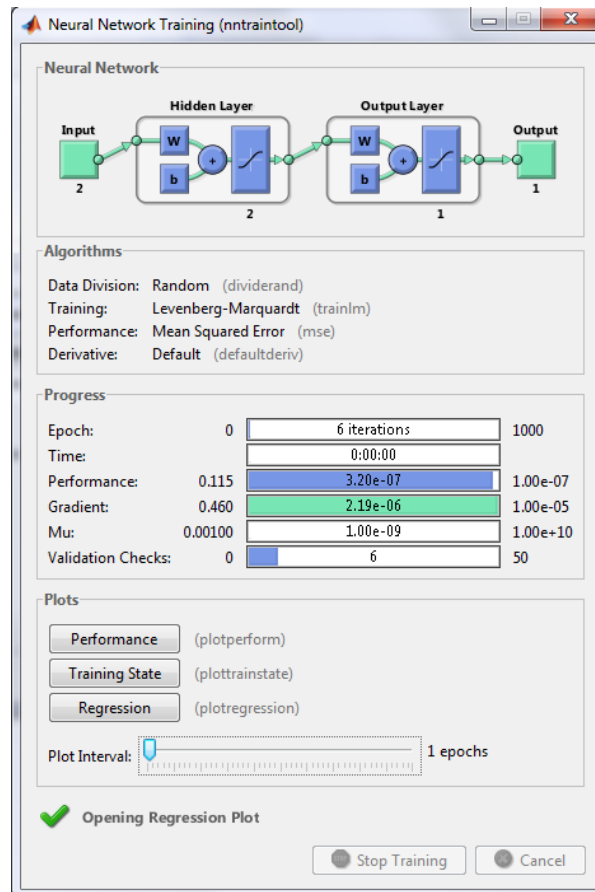 Neural Network Training (nntraintool)
Neural Network
Hidden Layer Output Layer
Input Output
W W
+ +
b b
2 1
2 1
Algorithms
Data Division: Random (dividerand)
Training: Levenberg-Marquardt (trainlm)
Performance: Mean Squared Error (mse)
Derivative: Default (defaultderiv)
Progress
Epoch: 0 6 iterations 1000
Time: 0:00:00
Performance: 0.115 3.20e-07 1.00e-07
Gradient: 0.460 2.19e-06 1.00e-05
Mu: 0.00100 1.00e-09 1.00e+10
Validation Checks: 0 6 50
Plots
Performance (plotperform)
Training State (plottrainstate)
Regression (plotregression)
Plot Interval: 1 epochs
Opening Regression Plot
Stop Training Cancel